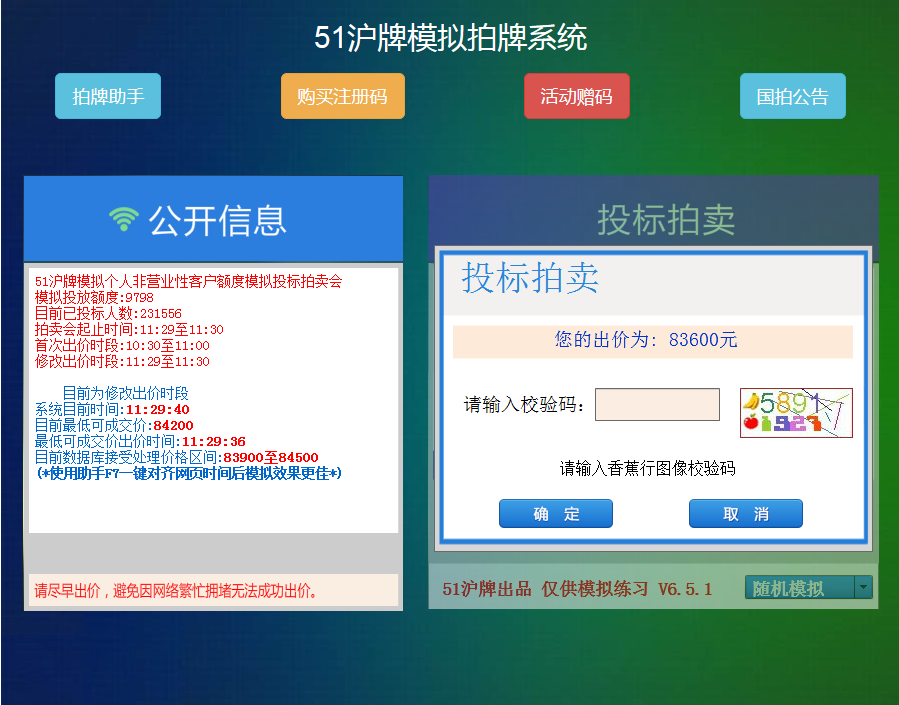 51沪牌模拟拍牌系统
拍牌助手
购买注册码
活动赠码
国拍公告
公开信息
51沪牌模拟个人非营业性客户额度模拟投标拍卖会
模拟投放额度:9798
目前已投标人数:231556
拍卖会起止时间:11:29至11:30
首次出价时段:10:30至11:00
修改出价时段:11:29至11:30
目前为修改出价时段
系统目前时间:11:29:40
目前最低可成交价:84200
最低可成交价出价时间:11:29:36
目前数据库接受处理价格区间:83900至84500
(*使用助手F7一键对齐网页时间后模拟效果更佳*)
请尽早出价，避免因网络繁忙拥堵无法成功出价。
投标拍卖
投标拍卖
您的出价为: 83600元
请输入校验码:
请输入香蕉行图像校验码
确 定
取 消
51沪牌出品 仅供模拟练习 V6.5.1
随机模拟